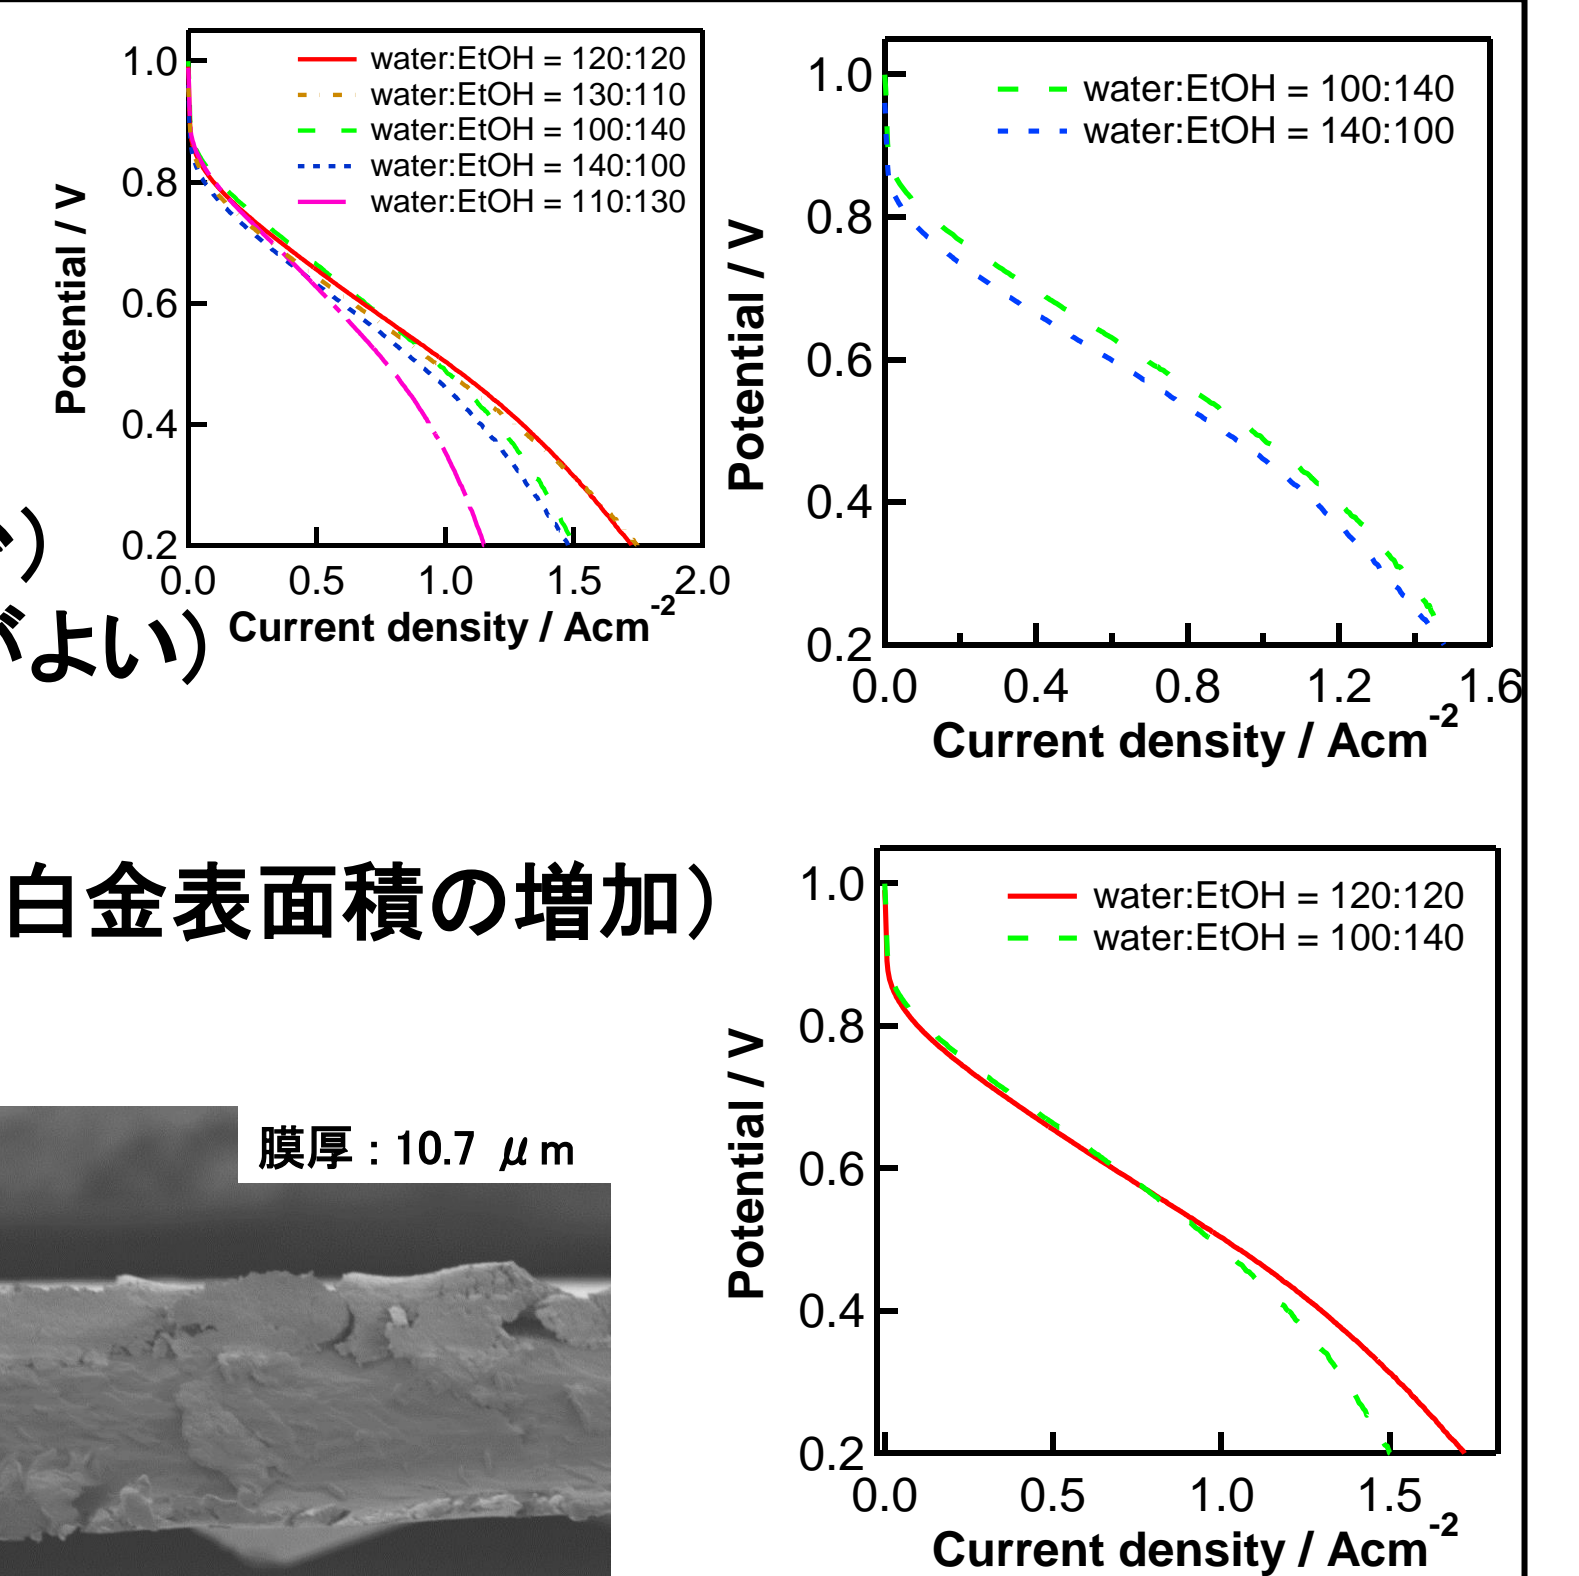 1.0
0.8
0.6
0.4
0.2
Potential / V
water:EtOH = 120:120
water:EtOH = 130:110
water:EtOH = 100:140
water:EtOH = 140:100
water:EtOH = 110:130
0.0 0.5 1.0 1.5 2.0
Current density / Acm-2
1.0
0.8
0.6
0.4
0.2
Potential / V
water:EtOH = 100:140
water:EtOH = 140:100
0.0 0.4 0.8 1.2 1.6
Current density / Acm-2
)
がよい)
白金表面積の増加)
1.0
0.8
0.6
0.4
0.2
Potential / V
water:EtOH = 120:120
water:EtOH = 100:140
0.0 0.5 1.0 1.5
Current density / Acm-2
膜厚 : 10.7 μm